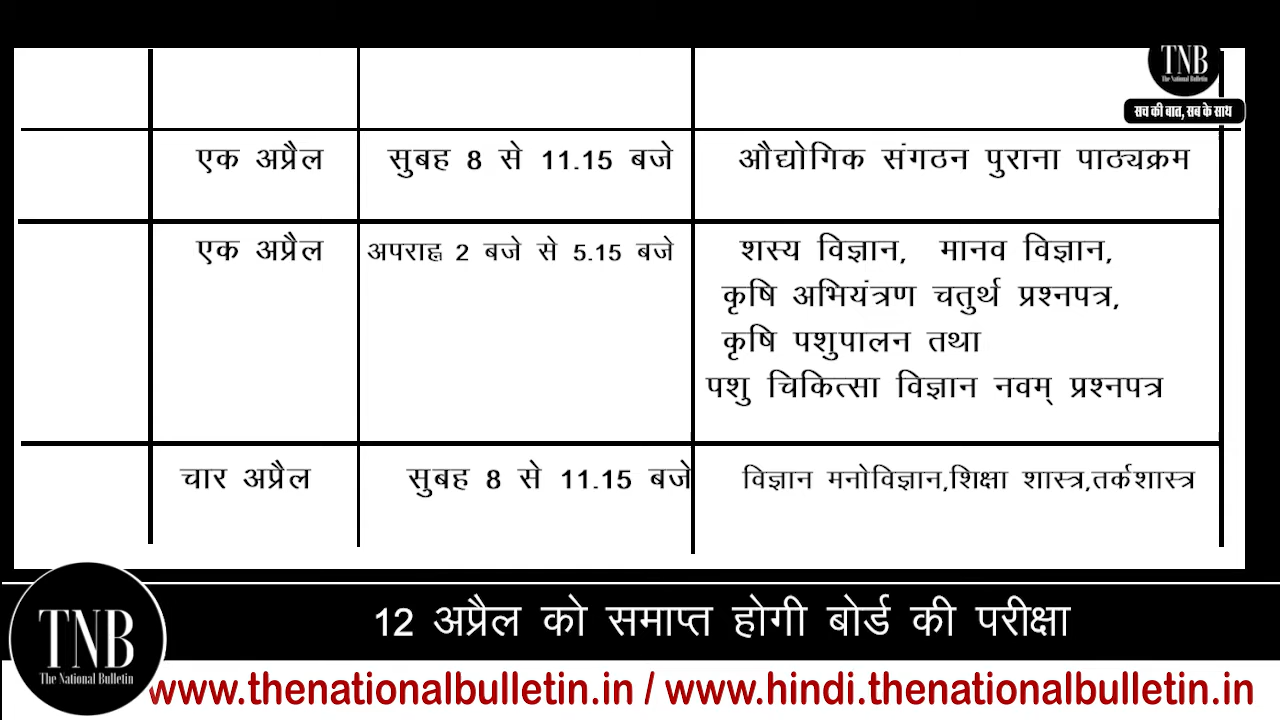 TNB
The National Bulletin
सच की बात, सब के साथ
एक अप्रैल सुबह 8 से 11.15 बजे औद्योगिक संगठन पुराना पाठ्यक्रम
एक अप्रैल अपराह्न 2 बजे से 5.15 बजे शस्य विज्ञान, मानव विज्ञान,
कृषि अभियंत्रण चतुर्थ प्रश्नपत्र,
कृषि पशुपालन तथा
पशु चिकित्सा विज्ञान नवम् प्रश्नपत्र
चार अप्रैल सुबह 8 से 11.15 बजे विज्ञान मनोविज्ञान,शिक्षा शास्त्र,तर्कशास्त्र
12 अप्रैल को समाप्त होगी बोर्ड की परीक्षा
TNB
The National Bulletin
www.thenationalbulletin.in / www.hindi.thenationalbulletin.in